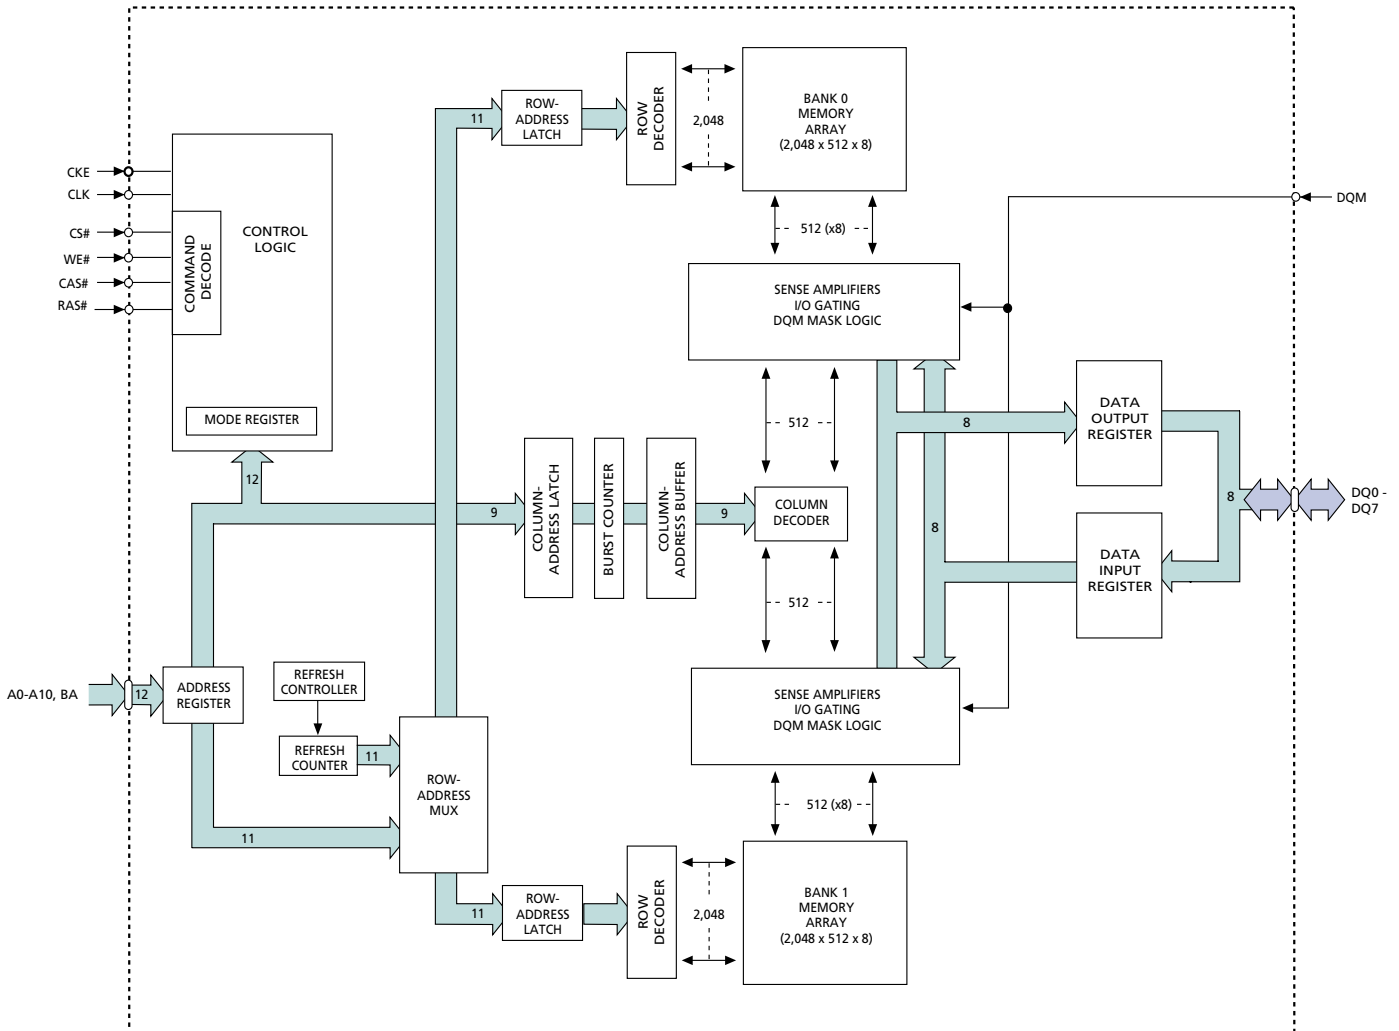 ROW-
ADDRESS
LATCH
11
ROW
DECODER
2,048
BANK 0
MEMORY
ARRAY
(2,048 x 512 x 8)
CKE
CLK
CS#
WE#
CAS#
RAS#
COMMAND
DECODE
CONTROL
LOGIC
MODE REGISTER
DQM
512 (x8)
SENSE AMPLIFIERS
I/O GATING
DQM MASK LOGIC
512
8
DATA
OUTPUT
REGISTER
12
9
COLUMN-
ADDRESS LATCH
BURST COUNTER
COLUMN-
ADDRESS BUFFER
9
COLUMN
DECODER
8
8
DQ0 -
DQ7
DATA
INPUT
REGISTER
512
A0-A10, BA
12
ADDRESS
REGISTER
REFRESH
CONTROLLER
REFRESH
COUNTER
11
ROW-
ADDRESS
MUX
11
SENSE AMPLIFIERS
I/O GATING
DQM MASK LOGIC
512 (x8)
11
ROW-
ADDRESS
LATCH
ROW
DECODER
2,048
BANK 1
MEMORY
ARRAY
(2,048 x 512 x 8)